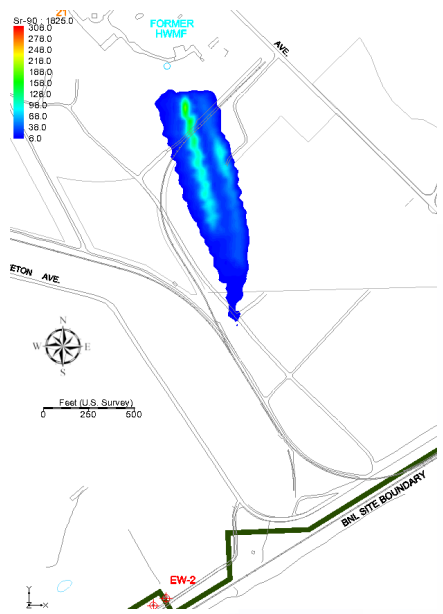 21
Sr-90 : 1825.0
308.0
278.0
248.0
218.0
188.0
158.0
128.0
98.0
68.0
38.0
8.0
FORMER
HWMF
AVE.
ETON AVE.
N
W
E
S
Feet (U.S. Survey)
0
250
500
BNL SITE BOUNDARY
EW-2
Y
Z
X